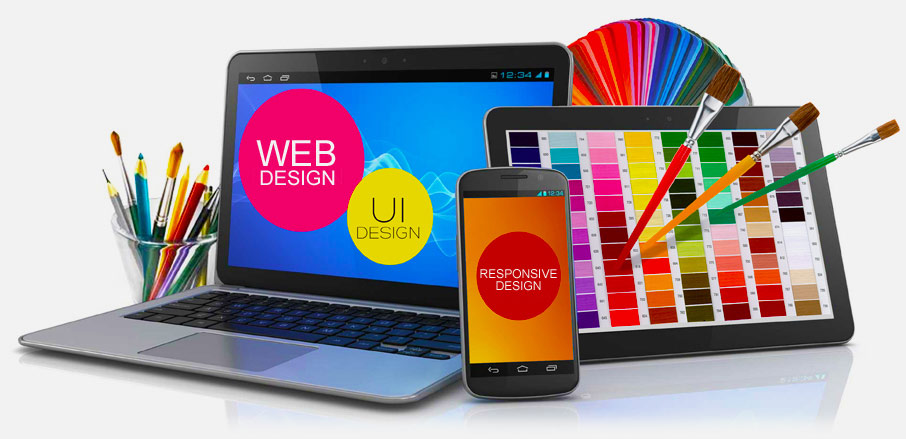 12:34
WEB
DESIGN
UI
DESIGN
12:34
RESPONSIVE
DESIGN